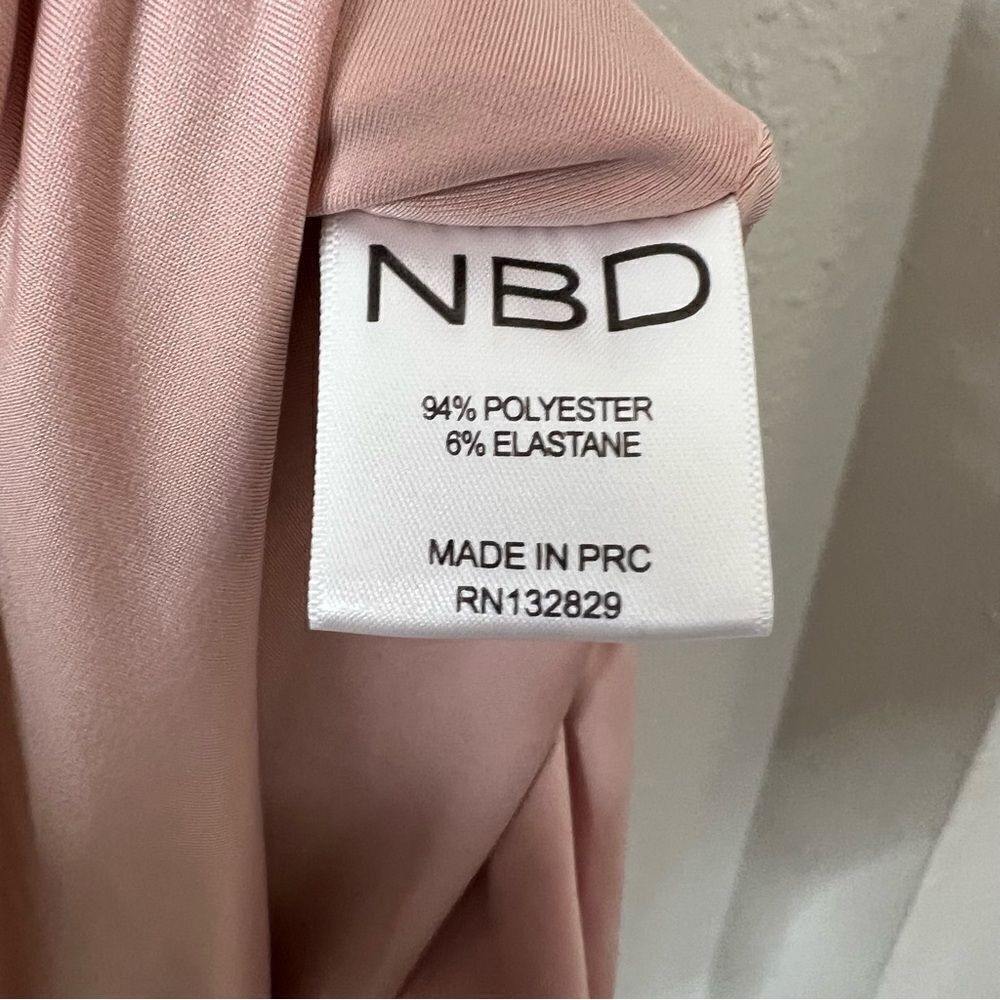 NBD
94% POLYESTER
6% ELASTANE
MADE IN PRC
RN132829